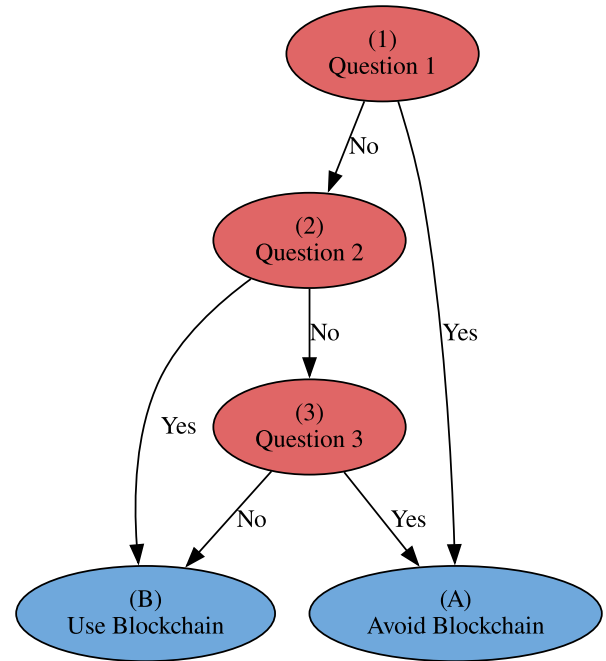 (1)
Question 1
No
(2)
Question 2
No
Yes
(3)
Question 3
Yes
No
Yes
(B)
Use Blockchain
(A)
Avoid Blockchain